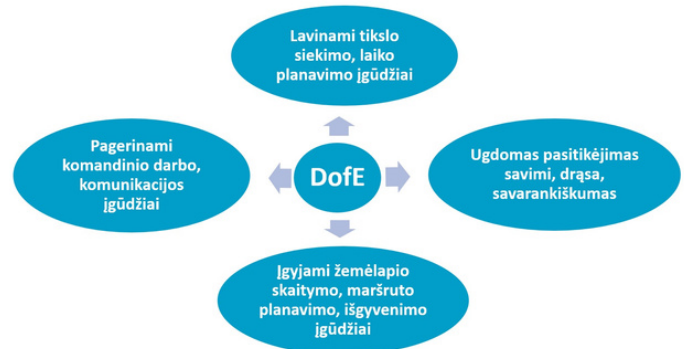 Lavinami tikslo
siekimo, laiko
planavimo įgūdžiai
Pagerinami
komandinio darbo,
komunikacijos
įgūdžiai
DofE
Ugdomas pasitikėjimas
savimi, drąsa,
savarankiškumas
Įgyjami žemėlapio
skaitymo, maršruto
planavimo, išgyvenimo
įgūdžiai